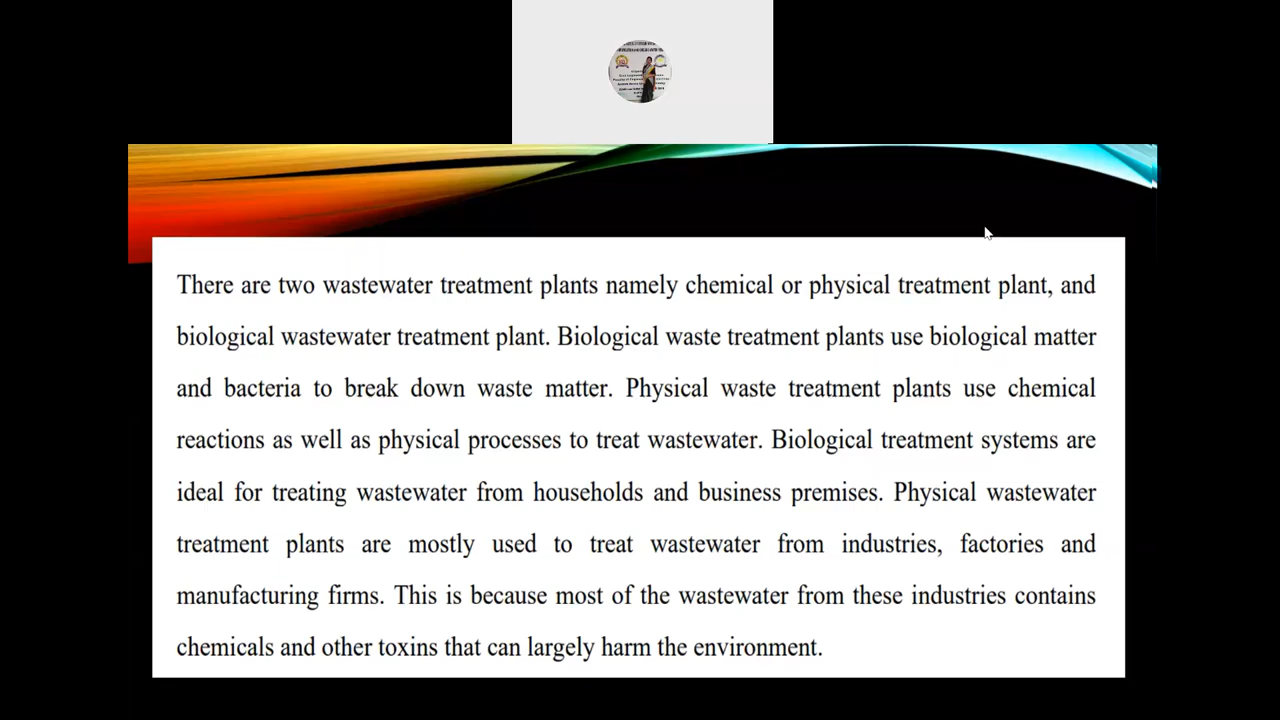 There are two wastewater treatment plants namely chemical or physical treatment plant, and
biological wastewater treatment plant. Biological waste treatment plants use biological matter
and bacteria to break down waste matter. Physical waste treatment plants use chemical
reactions as well as physical processes to treat wastewater. Biological treatment systems are
ideal for treating wastewater from households and business premises. Physical wastewater
treatment plants are mostly used to treat wastewater from industries, factories and
manufacturing firms. This is because most of the wastewater from these industries contains
chemicals and other toxins that can largely harm the environment.